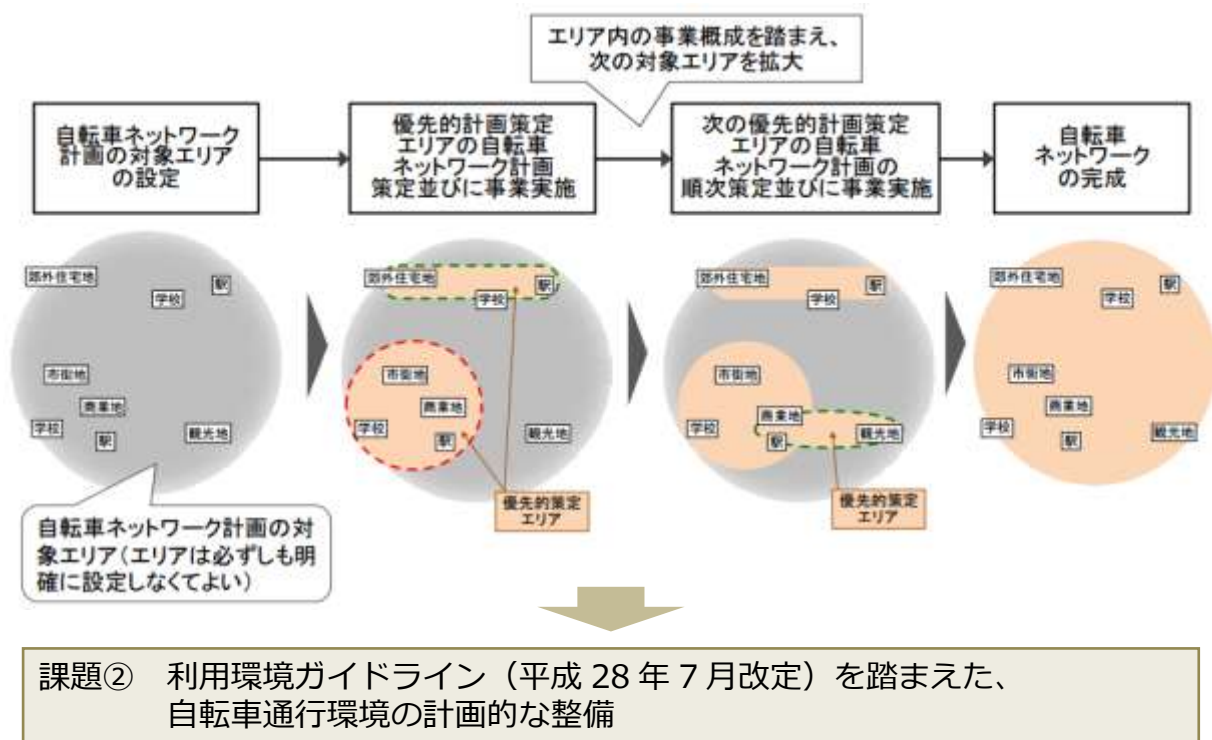 エリア内の事業概成を踏まえ、
次の対象エリアを拡大
自転車ネットワーク
計画の対象エリア
の設定
優先的計画策定
エリアの自転車
ネットワーク計画
策定並びに事業実施
次の優先的計画策定
エリアの自転車
ネットワーク計画の
順次策定並びに事業実施
自転車
ネットワーク
の完成
郊外住宅地
駅
学校
市街地
商業地
学校
駅
観光地
郊外住宅地
駅
学校
市街地
商業地
学校
駅
観光地
優先的策定
エリア
郊外住宅地
駅
学校
市街地
商業地
学校
駅
観光地
優先的策定
エリア
郊外住宅地
駅
学校
市街地
商業地
学校
駅
観光地
自転車ネットワーク計画の対
象エリア(エリアは必ずしも明
確に設定しなくてよい)
課題② 利用環境ガイドライン(平成 28 年 7 月改定)を踏まえた、
自転車通行環境の計画的な整備